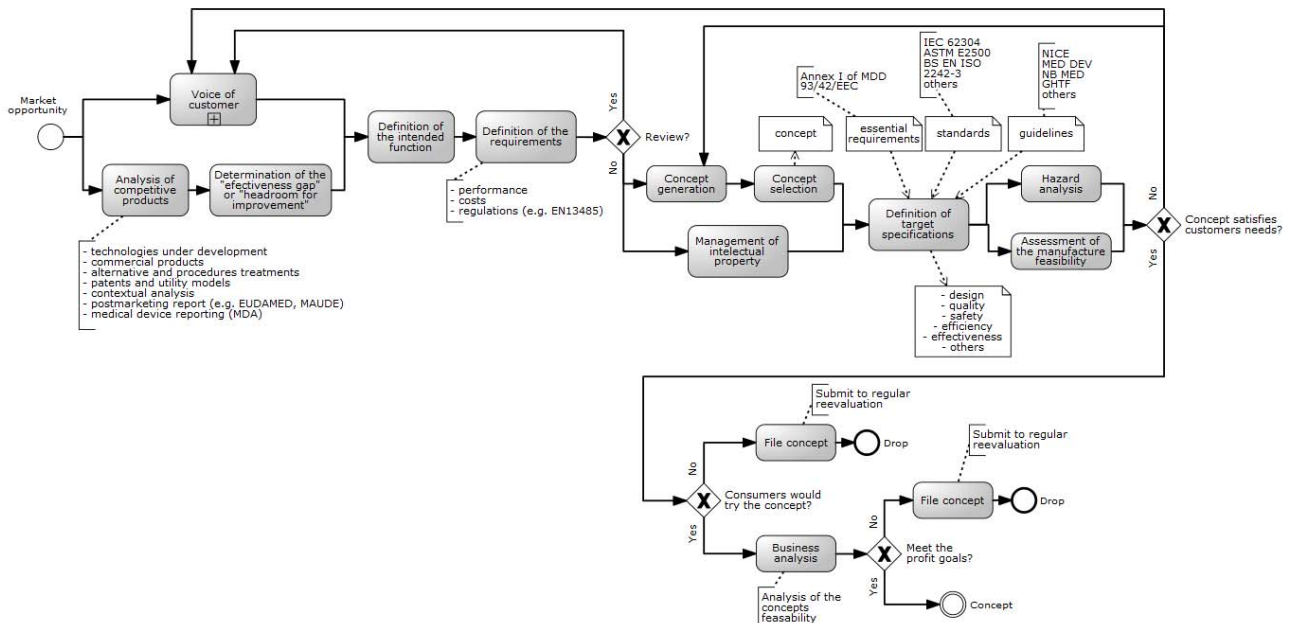 Market
opportunity
Voice of
customer
Analysis of
competitive
products
Determination of the
"efectiveness gap"
or "headroom for
improvement"
- technologies under development
- commercial products
- alternative and procedures treatments
- patents and utility models
- contextual analysis
- postmarketing report (e.g. EUDAMED, MAUDE)
- medical device reporting (MDA)
Definition of
the intended
function
Definition of the
requirements
- performance
- costs
- regulations (e.g. EN13485)
Yes
Review?
No
Concept
generation
Concept
selection
concept
Management of
intelectual
property
Annex I of MDD
93/42/EEC
essential
requirements
IEC 62304
ASTM E2500
BS EN ISO
2242-3
others
standards
NICE
MED DEV
NB MED
GHTF
others
guidelines
Definition of
target
specifications
- design
- quality
- safety
- efficiency
- effectiveness
- others
Hazard
analysis
Assessment of
the manufacture
feasibility
No
Concept satisfies
customers needs?
Yes
Submit to regular
reevaluation
File concept
Drop
No
Consumers would
try the concept?
Yes
Business
analysis
Analysis of the
concepts
feasability
Submit to regular
reevaluation
File concept
Drop
No
Meet the
profit goals?
Yes
Concept